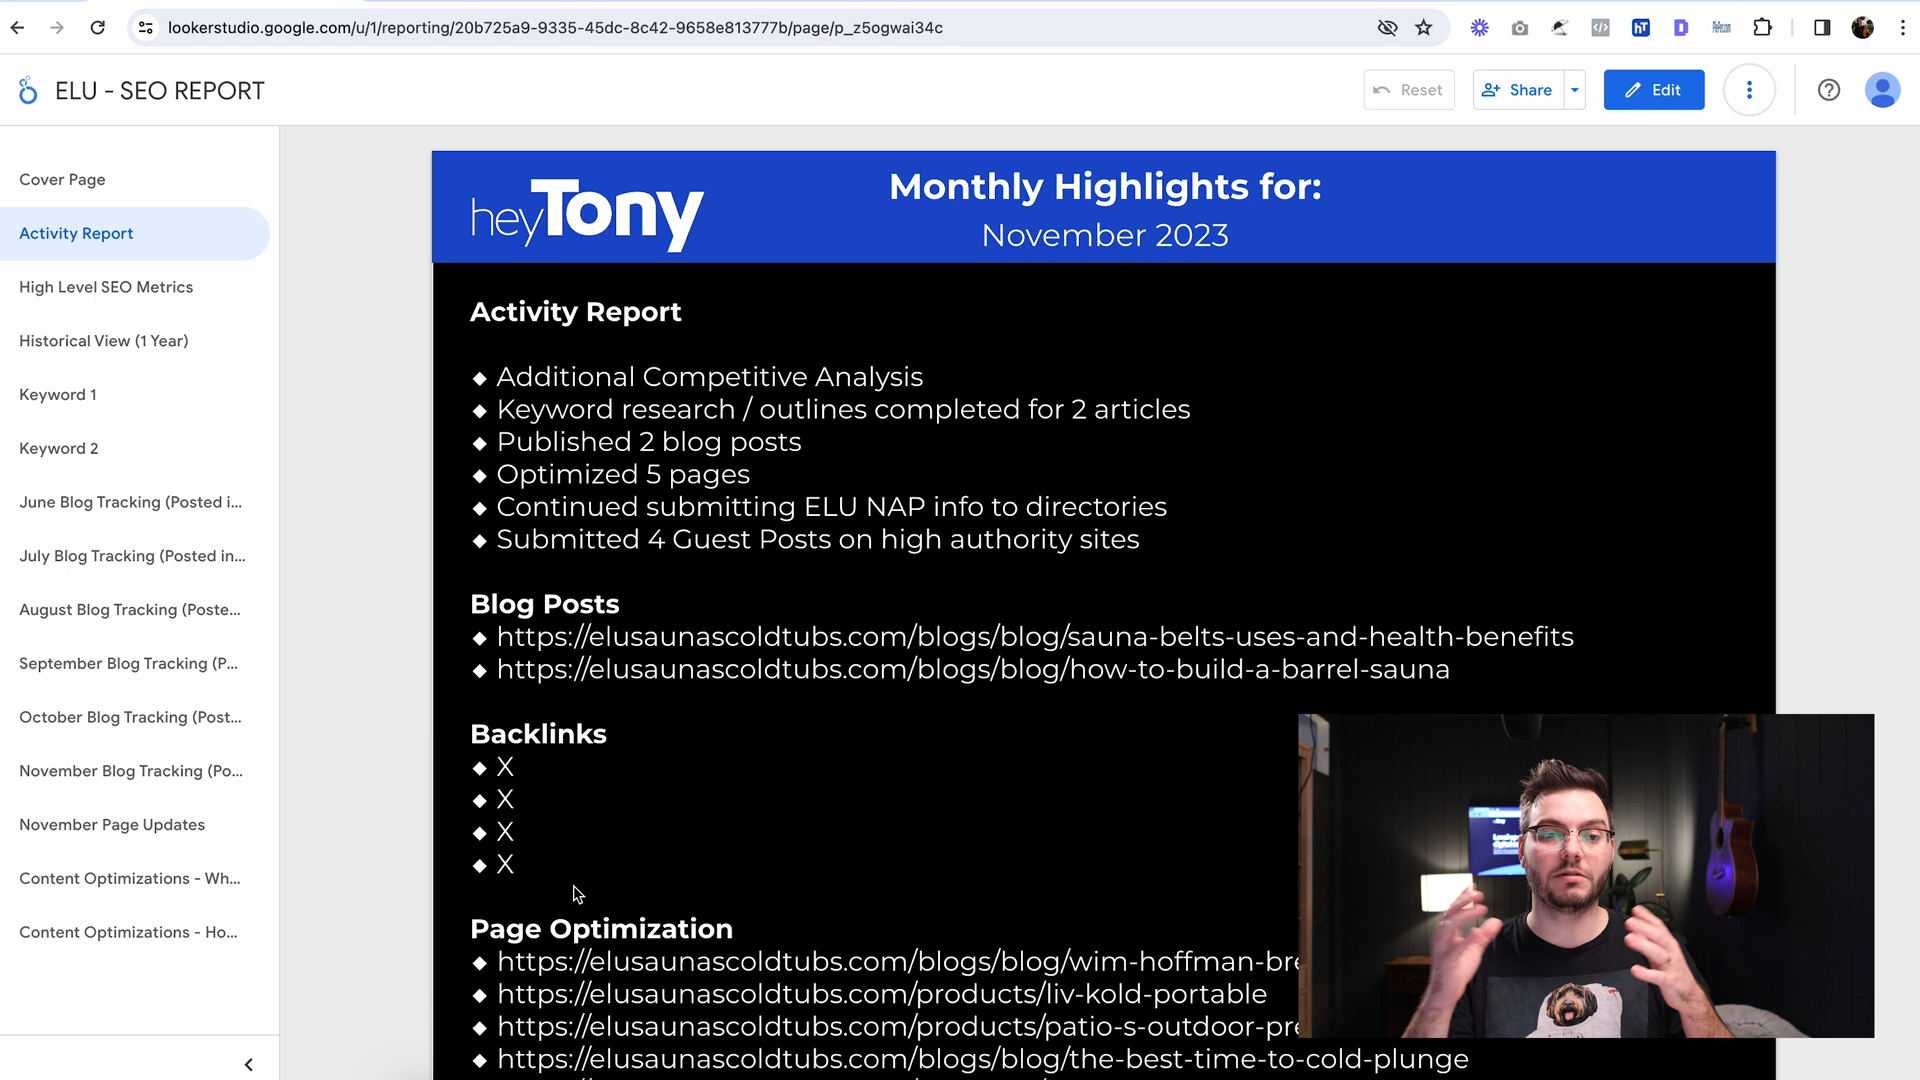 lookerstudio.google.com/u/1/reporting/20b725a9-9335-45dc-8c42-9658e813777b/page/p_z5ogwai34c
ELU - SEO REPORT
Reset
Share
Edit
Cover Page
Activity Report
High Level SEO Metrics
Historical View (1 Year)
Keyword 1
Keyword 2
June Blog Tracking (Posted i...
July Blog Tracking (Posted in...
August Blog Tracking (Poste...
September Blog Tracking (P...
October Blog Tracking (Post...
November Blog Tracking (Po...
November Page Updates
Content Optimizations - Wh...
Content Optimizations - Ho...
heyTony
Monthly Highlights for:
November 2023
Activity Report
◆ Additional Competitive Analysis
◆ Keyword research / outlines completed for 2 articles
◆ Published 2 blog posts
◆ Optimized 5 pages
◆ Continued submitting ELU NAP info to directories
◆ Submitted 4 Guest Posts on high authority sites
Blog Posts
◆ https://elusaunascoldtubs.com/blogs/blog/sauna-belts-uses-and-health-benefits
◆ https://elusaunascoldtubs.com/blogs/blog/how-to-build-a-barrel-sauna
Backlinks
◆ X
◆ X
◆ X
◆ X
Page Optimization
◆ https://elusaunascoldtubs.com/blogs/blog/wim-hoffman-bre
◆ https://elusaunascoldtubs.com/products/liv-kold-portable
◆ https://elusaunascoldtubs.com/products/patio-s-outdoor-pre
◆ https://elusaunascoldtubs.com/blogs/blog/the-best-time-to-cold-plunge